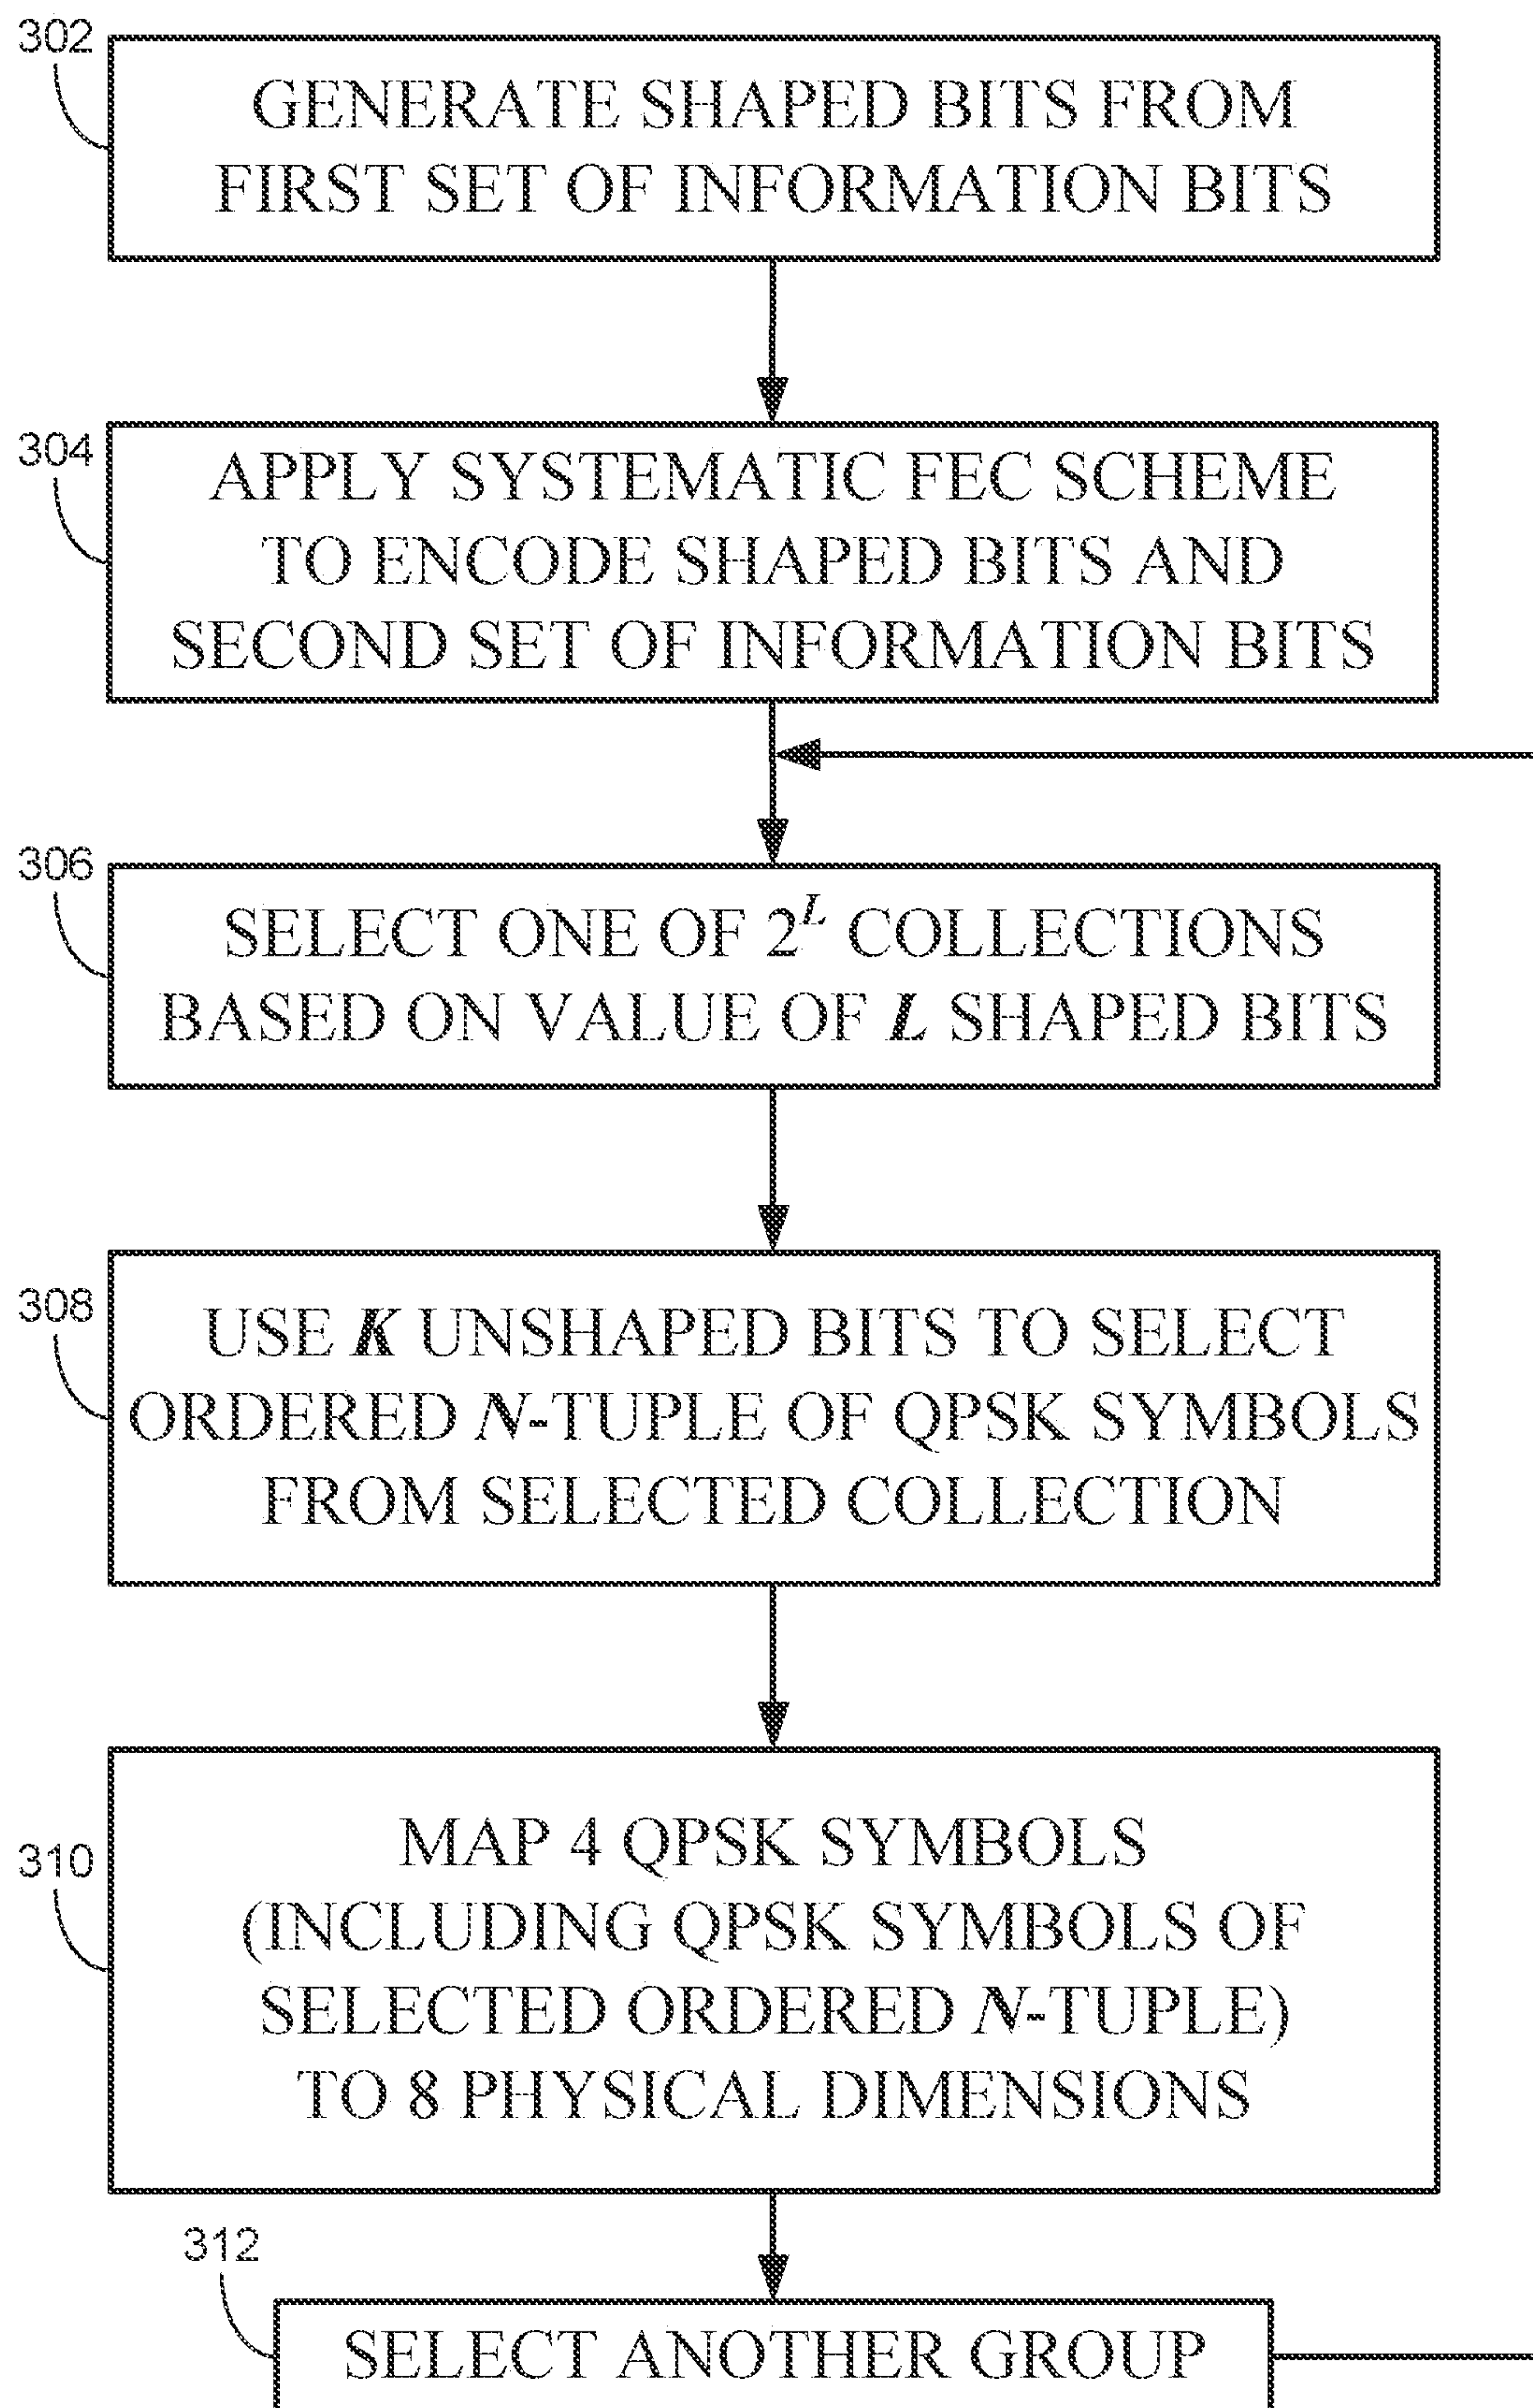 302
GENERATE SHAPED BITS FROM
FIRST SET OF INFORMATION BITS
304
APPLY SYSTEMATIC FEC SCHEME
TO ENCODE SHAPED BITS AND
SECOND SET OF INFORMATION BITS
306
SELECT ONE OF 2^L COLLECTIONS
BASED ON VALUE OF L SHAPED BITS
308
USE K UNSHAPED BITS TO SELECT
ORDERED N-TUPLE OF QPSK SYMBOLS
FROM SELECTED COLLECTION
310
MAP 4 QPSK SYMBOLS
(INCLUDING QPSK SYMBOLS OF
SELECTED ORDERED N-TUPLE)
TO 8 PHYSICAL DIMENSIONS
312
SELECT ANOTHER GROUP